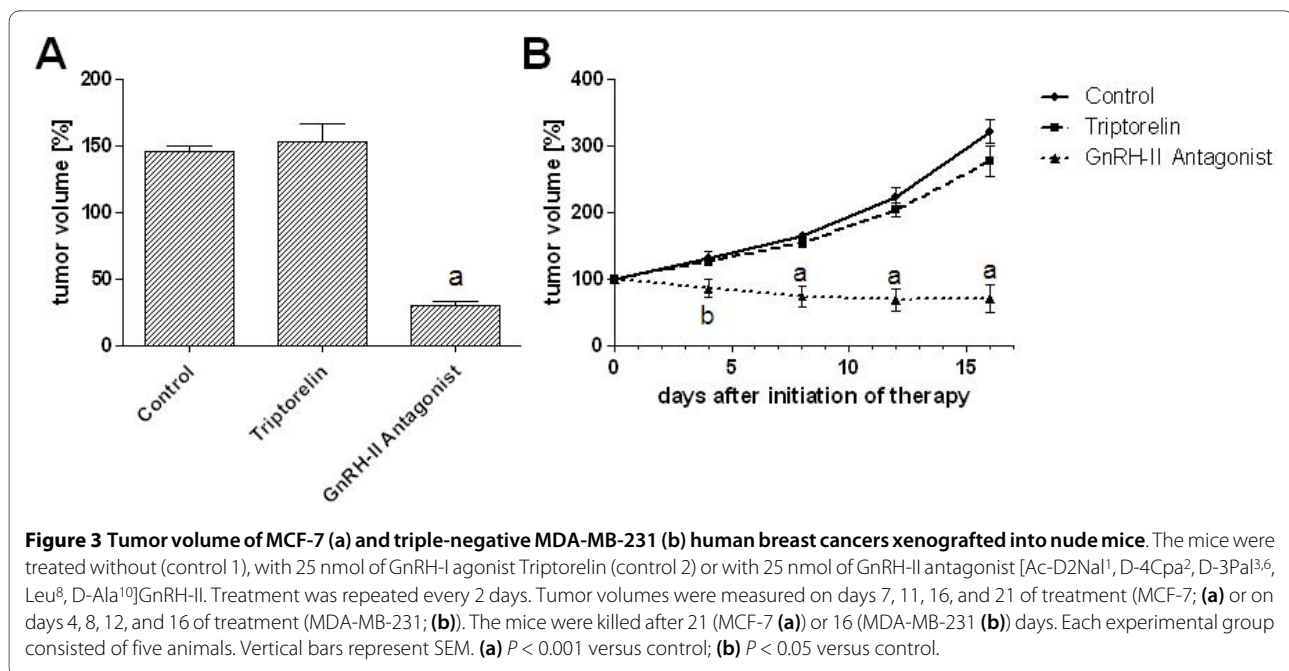 A
B
200
150
100
50
0
tumor volume [%]
a
Control
Triptorelin
GnRH-II Antagonist
400
300
200
100
0
tumor volume [%]
a a a
b
0 5 10 15
days after initiation of therapy
Control
Triptorelin
GnRH-II Antagonist
Figure 3 Tumor volume of MCF-7 (a) and triple-negative MDA-MB-231 (b) human breast cancers xenografted into nude mice. The mice were
treated without (control 1), with 25 nmol of GnRH-I agonist Triptorelin (control 2) or with 25 nmol of GnRH-II antagonist [Ac-D2Nal¹, D-4Cpa², D-3Pal³,⁶,
Leu⁸, D-Ala¹⁰]GnRH-II. Treatment was repeated every 2 days. Tumor volumes were measured on days 7, 11, 16, and 21 of treatment (MCF-7; (a) or on
days 4, 8, 12, and 16 of treatment (MDA-MB-231; (b)). The mice were killed after 21 (MCF-7 (a)) or 16 (MDA-MB-231 (b)) days. Each experimental group
consisted of five animals. Vertical bars represent SEM. (a) P < 0.001 versus control; (b) P < 0.05 versus control.